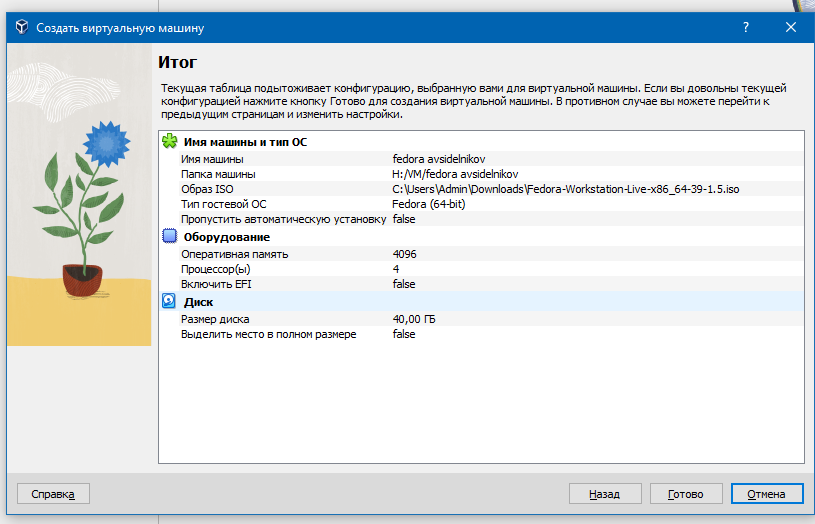 Создать виртуальную машину
?
Итог
Текущая таблица подытоживает конфигурацию, выбранную вами для виртуальной машины. Если вы довольны текущей
конфигурацией нажмите кнопку Готово для создания виртуальной машины. В противном случае вы можете перейти к
предыдущим страницам и изменить настройки.
Имя машины и тип ОС
Имя машины fedora avsidelnikov
Папка машины H:/VM/fedora avsidelnikov
Образ ISO C:\Users\Admin\Downloads\Fedora-Workstation-Live-x86_64-39-1.5.iso
Тип гостевой ОС Fedora (64-bit)
Пропустить автоматическую установку false
Оборудование
Оперативная память 4096
Процессор(ы) 4
Включить EFI false
Диск
Размер диска 40,00 ГБ
Выделить место в полном размере false
Справка Назад Готово Отмена